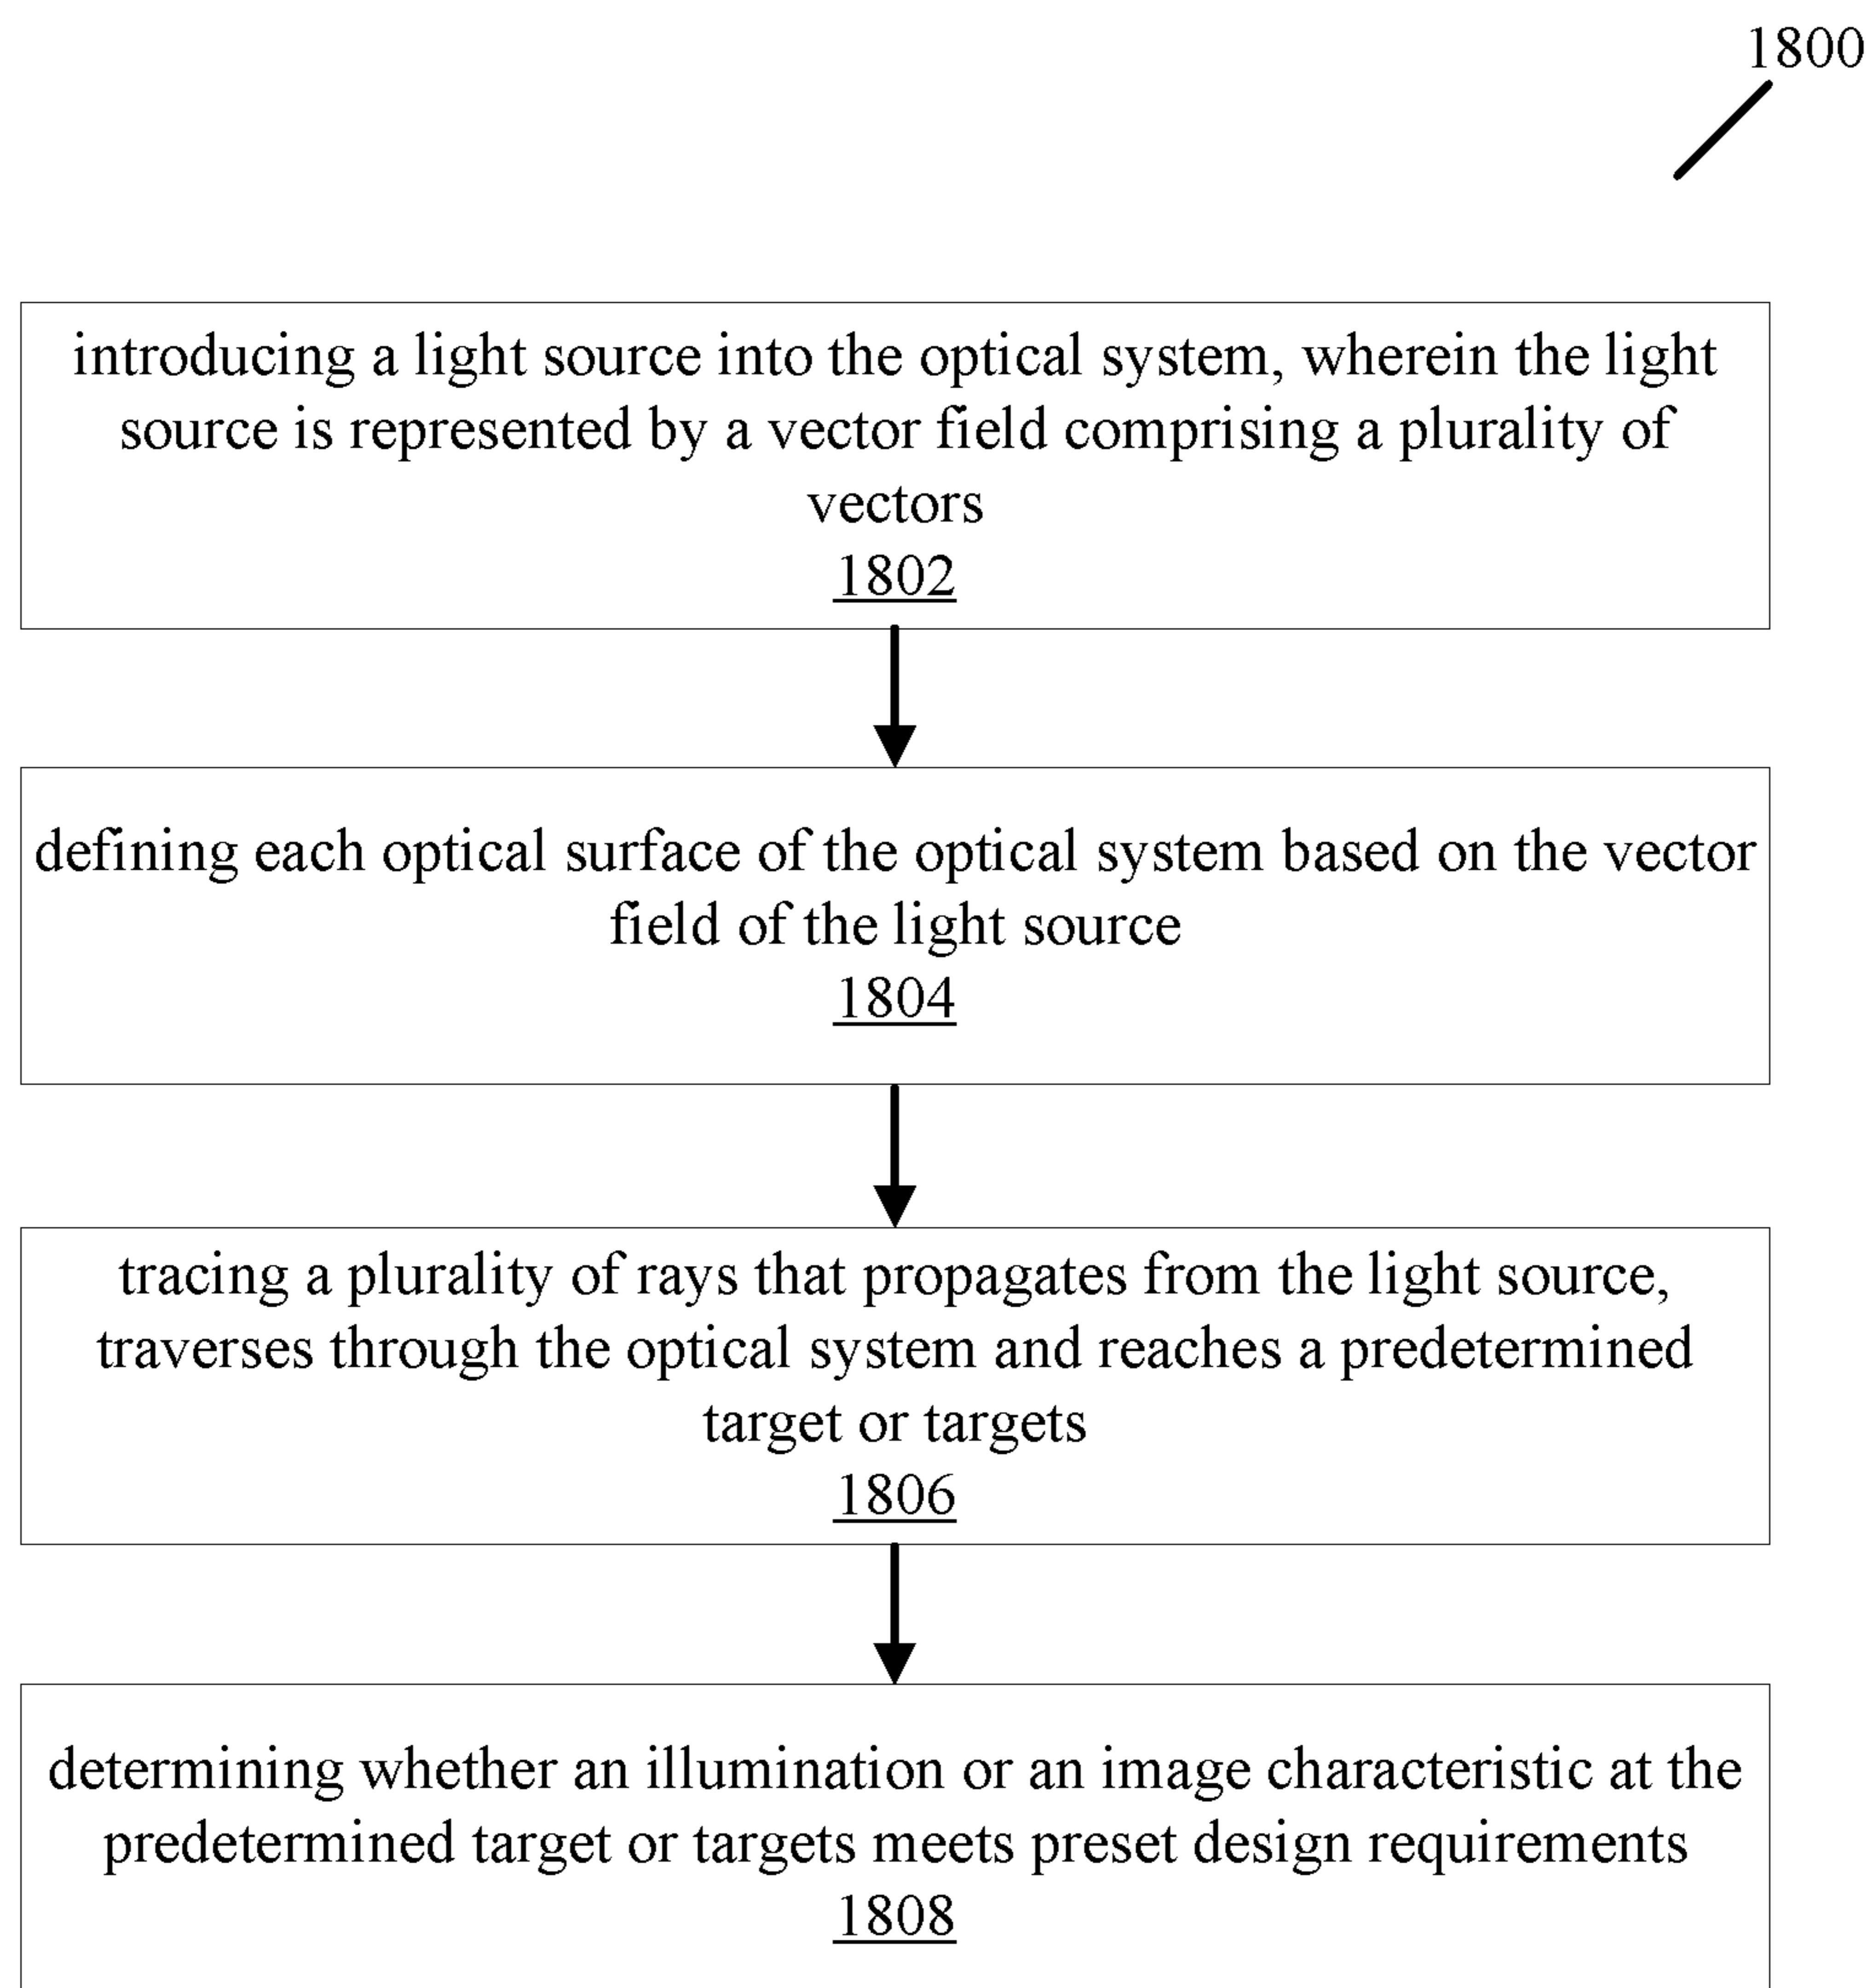 1800
introducing a light source into the optical system, wherein the light
source is represented by a vector field comprising a plurality of
vectors
1802
defining each optical surface of the optical system based on the vector
field of the light source
1804
tracing a plurality of rays that propagates from the light source,
traverses through the optical system and reaches a predetermined
target or targets
1806
determining whether an illumination or an image characteristic at the
predetermined target or targets meets preset design requirements
1808